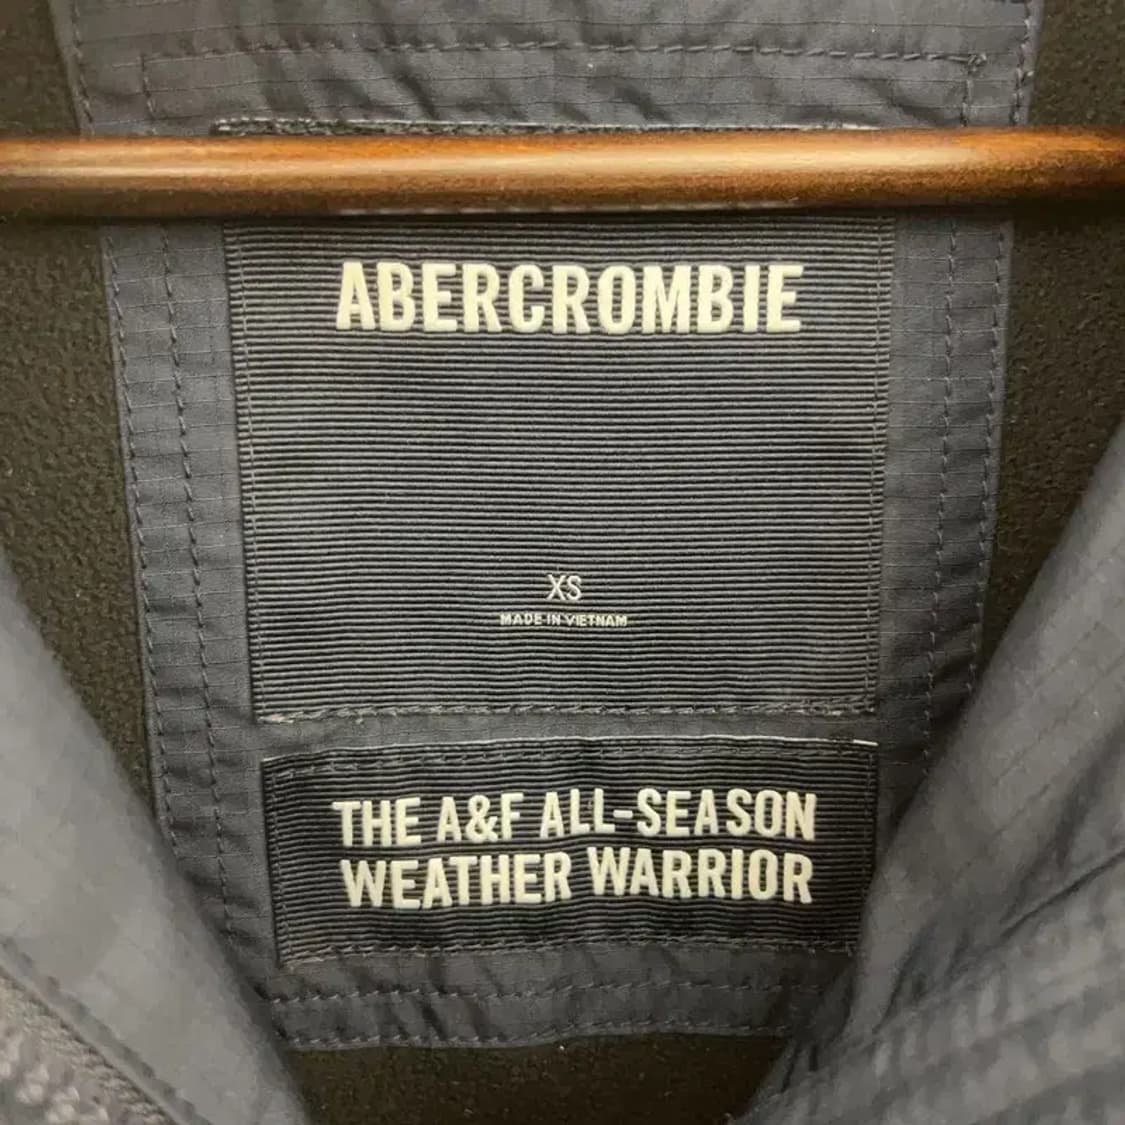 ABERCROMBIE
XS
MADE IN VIETNAM
THE A&F ALL-SEASON
WEATHER WARRIOR